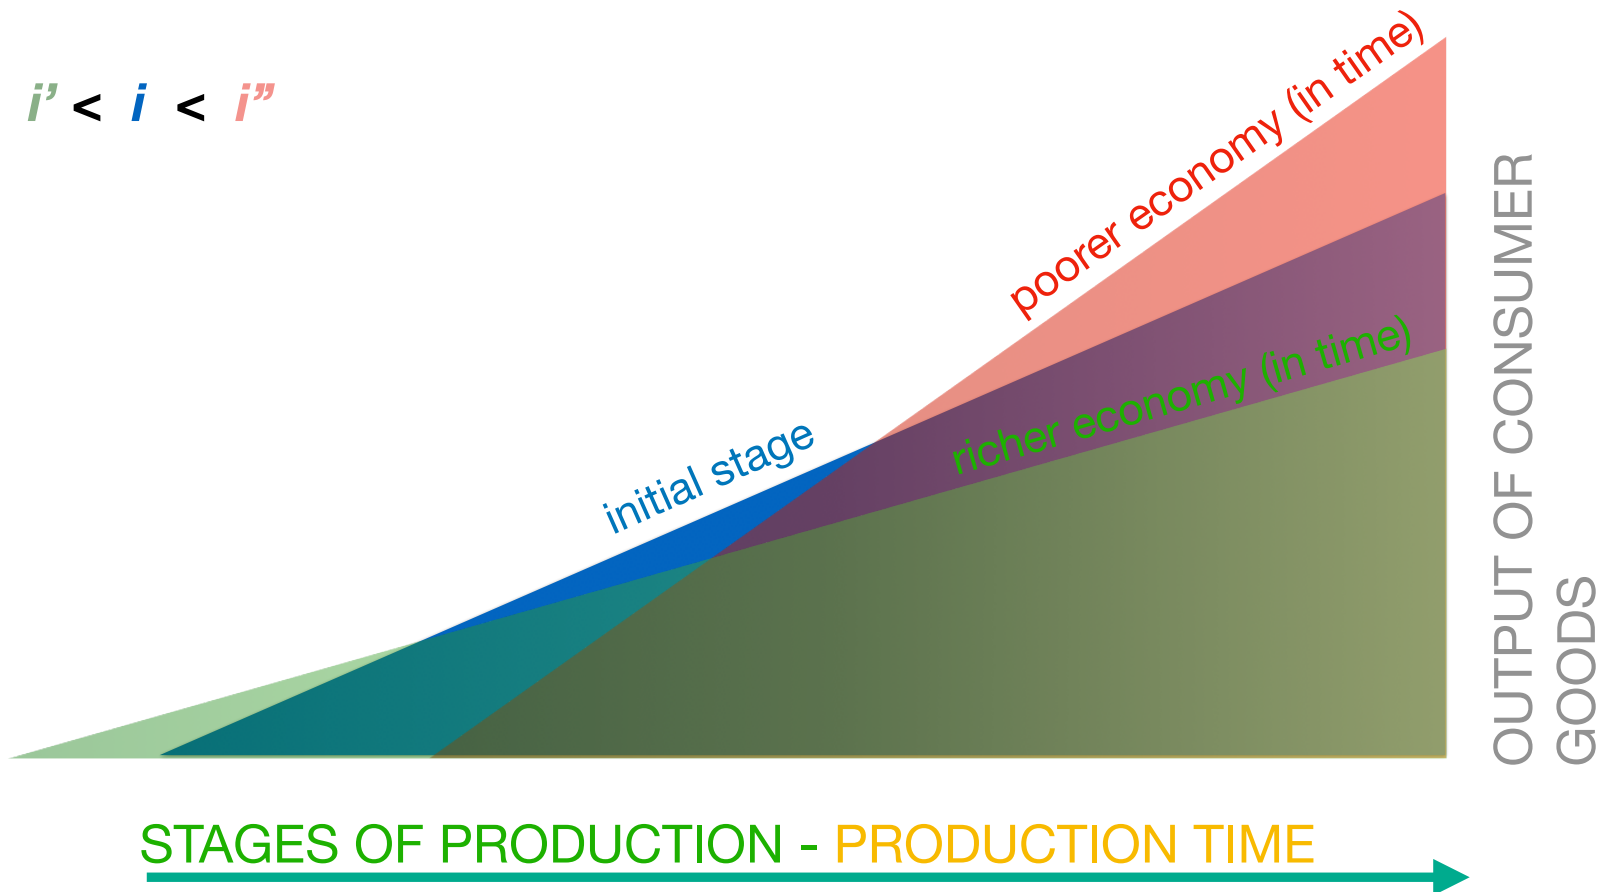 i’ < i < i”
poorer economy (in time)
richer economy (in time)
initial stage
OUTPUT OF CONSUMER
GOODS
STAGES OF PRODUCTION - PRODUCTION TIME